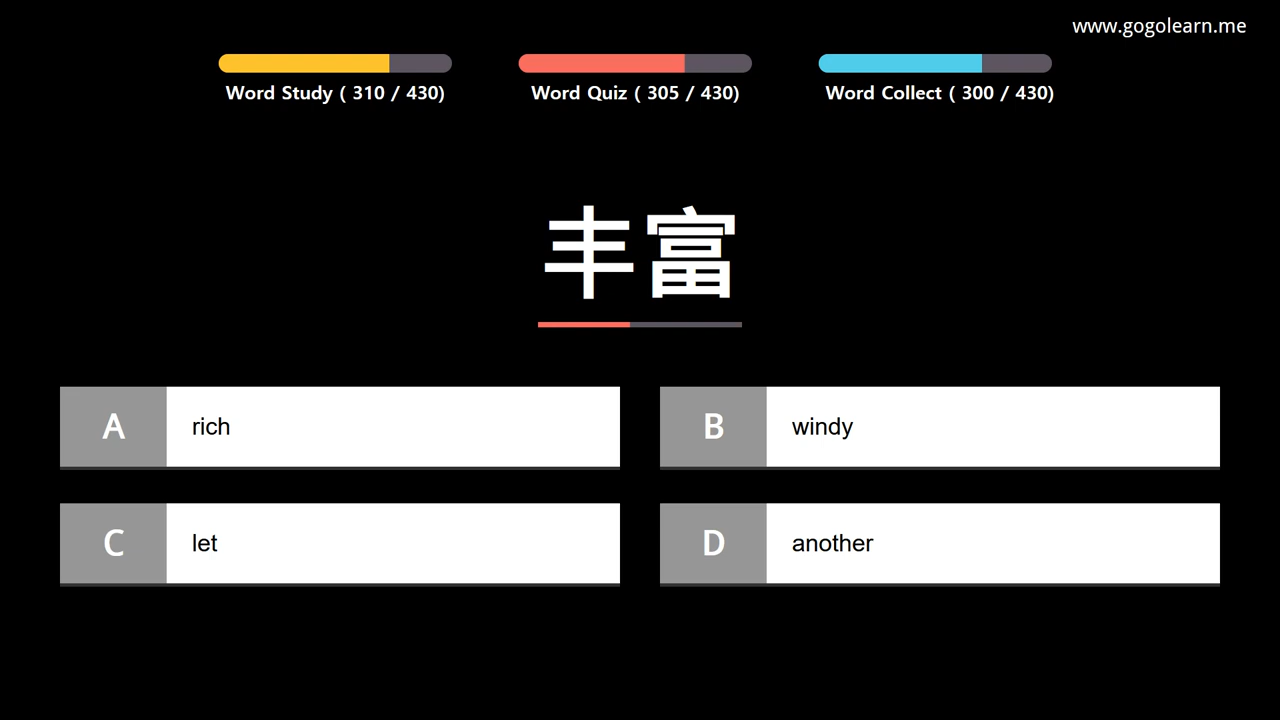 www.gogolearn.me
Word Study ( 310 / 430)
Word Quiz ( 305 / 430)
Word Collect ( 300 / 430)
丰富
A rich
B windy
C let
D another